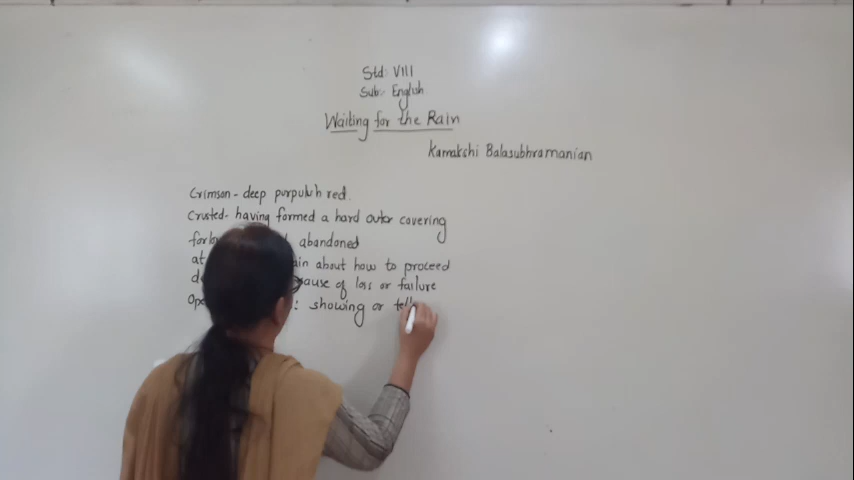 Std: VIII
Sub:- English
Waiting for the Rain
Kamakshi Balasubhramanian
Crimson - deep purpulish red.
Crusted- having formed a hard outer covering
abandoned
at about how to proceed
of loss or failure
: showing or